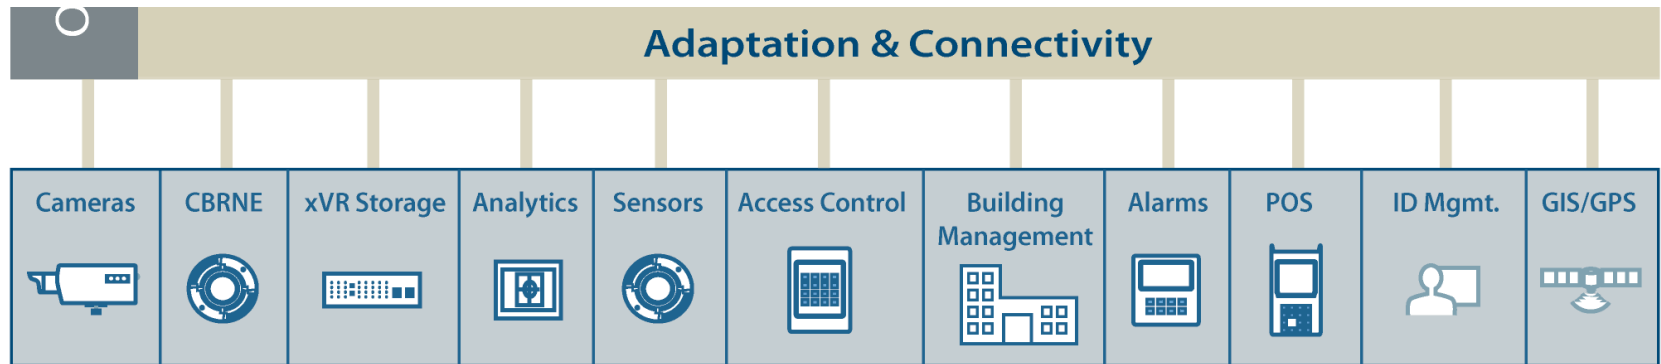 Adaptation & Connectivity
Cameras
CBRNE
xVR Storage
Analytics
Sensors
Access Control
Building
Management
Alarms
POS
ID Mgmt.
GIS/GPS